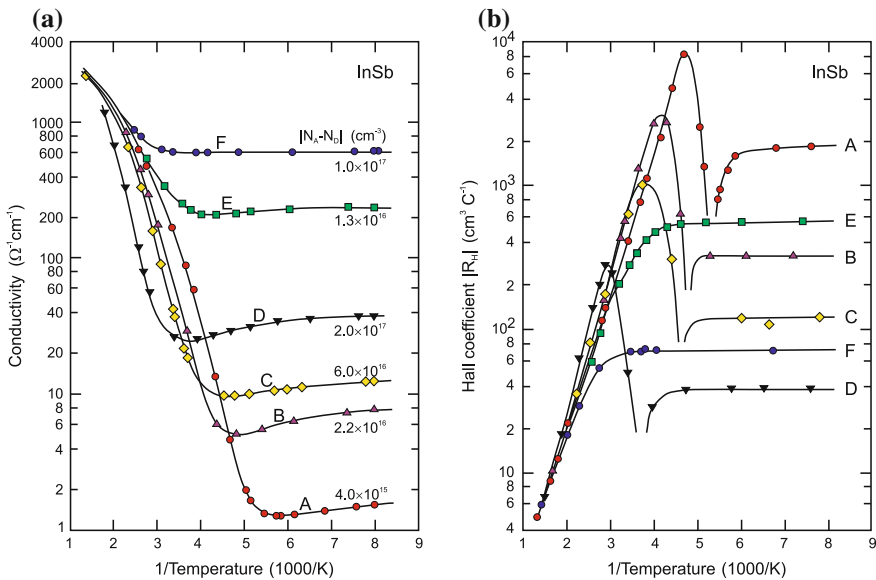 (a)
4000
2000
1000
800
600
400
200
100
80
60
40
20
10
8
6
4
2
1
Conductivity (Ω⁻¹cm⁻¹)
InSb
|N_A-N_D| (cm⁻³)
F
1.0×10¹⁷
E
1.3×10¹⁶
D
2.0×10¹⁷
C
6.0×10¹⁶
B
2.2×10¹⁶
A
4.0×10¹⁵
1 2 3 4 5 6 7 8 9
1/Temperature (1000/K)
(b)
10⁴
8
6
4
2
10³
8
6
4
2
10²
8
6
4
2
10
8
6
4
Hall coefficient |R_H| (cm³ C⁻¹)
InSb
A
E
B
C
F
D
1 2 3 4 5 6 7 8 9
1/Temperature (1000/K)